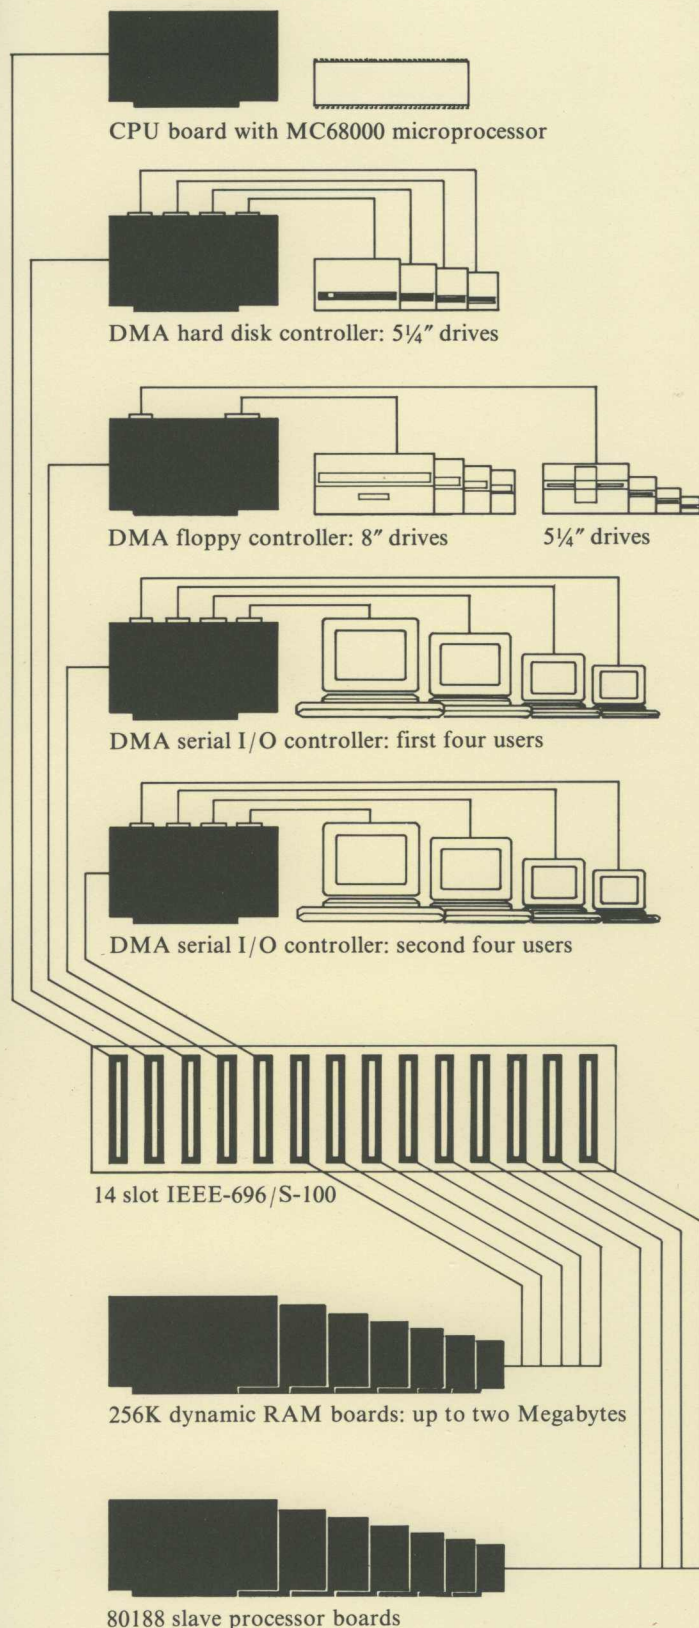 CPU board with MC68000 microprocessor
DMA hard disk controller: 5¼″ drives
DMA floppy controller: 8″ drives
5¼″ drives
DMA serial I/O controller: first four users
DMA serial I/O controller: second four users
14 slot IEEE-696/S-100
256K dynamic RAM boards: up to two Megabytes
80188 slave processor boards